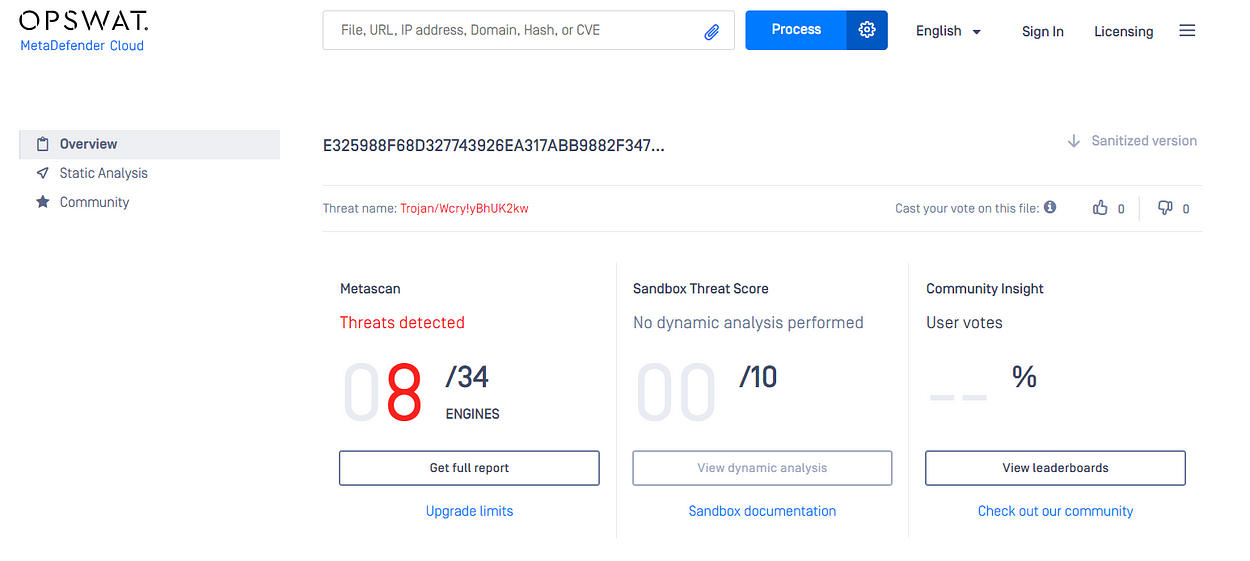 OPSWAT.
MetaDefender Cloud
File, URL, IP address, Domain, Hash, or CVE
Process
English
Sign In
Licensing
Overview
Static Analysis
Community
E325988F68D327743926EA317ABB9882F347...
Sanitized version
Threat name: Trojan/Wcry!yBhUK2kw
Cast your vote on this file:
0
0
Metascan
Threats detected
08 /34
ENGINES
Get full report
Upgrade limits
Sandbox Threat Score
No dynamic analysis performed
00 /10
View dynamic analysis
Sandbox documentation
Community Insight
User votes
-- %
View leaderboards
Check out our community